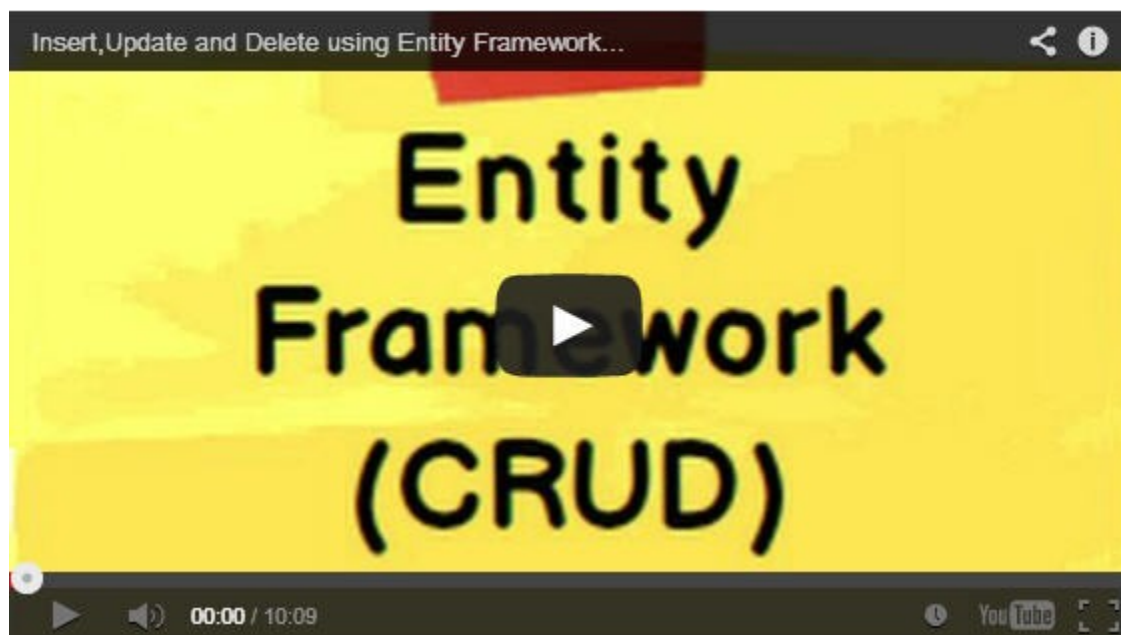 Insert,Update and Delete using Entity Framework...
Entity
Framework
(CRUD)
00:00 / 10:09
YouTube